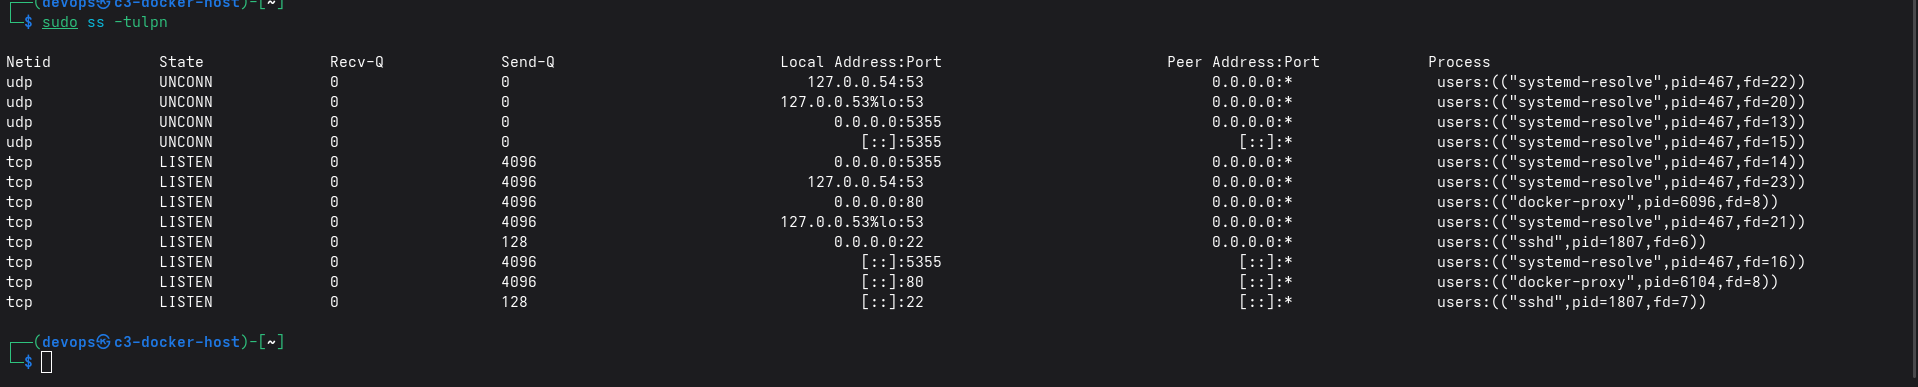 ┌──(devops㉿c3-docker-host)-[~]
└─$ sudo ss -tulpn
Netid State Recv-Q Send-Q Local Address:Port Peer Address:Port Process
udp UNCONN 0 0 127.0.0.54:53 0.0.0.0:* users:(("systemd-resolve",pid=467,fd=22))
udp UNCONN 0 0 127.0.0.53%lo:53 0.0.0.0:* users:(("systemd-resolve",pid=467,fd=20))
udp UNCONN 0 0 0.0.0.0:5355 0.0.0.0:* users:(("systemd-resolve",pid=467,fd=13))
udp UNCONN 0 0 [::]:5355 [::]:* users:(("systemd-resolve",pid=467,fd=15))
tcp LISTEN 0 4096 0.0.0.0:5355 0.0.0.0:* users:(("systemd-resolve",pid=467,fd=14))
tcp LISTEN 0 4096 127.0.0.54:53 0.0.0.0:* users:(("systemd-resolve",pid=467,fd=23))
tcp LISTEN 0 4096 0.0.0.0:80 0.0.0.0:* users:(("docker-proxy",pid=6096,fd=8))
tcp LISTEN 0 4096 127.0.0.53%lo:53 0.0.0.0:* users:(("systemd-resolve",pid=467,fd=21))
tcp LISTEN 0 128 0.0.0.0:22 0.0.0.0:* users:(("sshd",pid=1807,fd=6))
tcp LISTEN 0 4096 [::]:5355 [::]:* users:(("systemd-resolve",pid=467,fd=16))
tcp LISTEN 0 4096 [::]:80 [::]:* users:(("docker-proxy",pid=6104,fd=8))
tcp LISTEN 0 128 [::]:22 [::]:* users:(("sshd",pid=1807,fd=7))
┌──(devops㉿c3-docker-host)-[~]
└─$